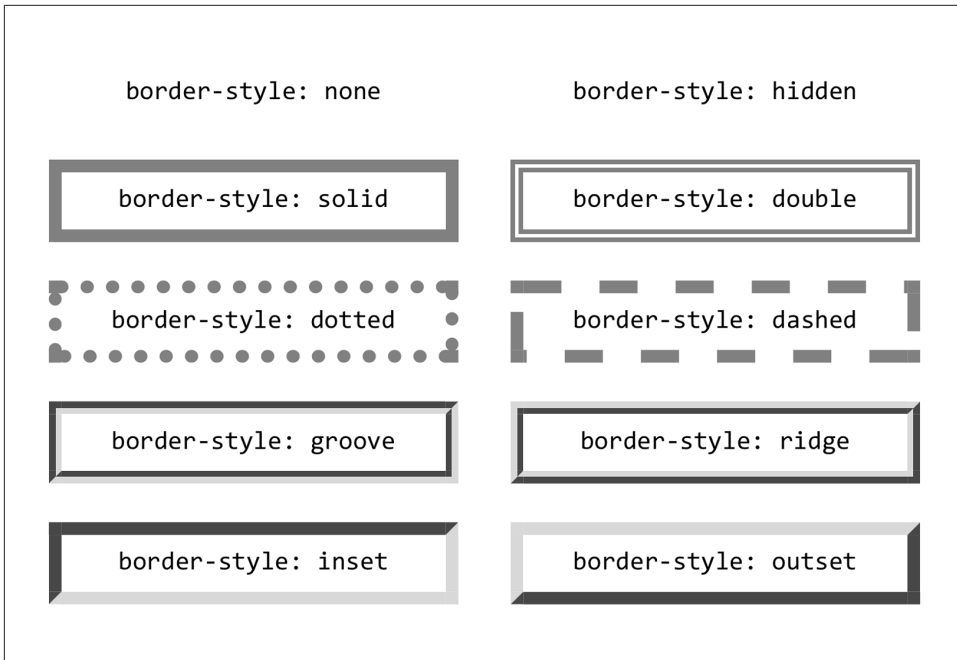 border-style: none
border-style: hidden
border-style: solid
border-style: double
border-style: dotted
border-style: dashed
border-style: groove
border-style: ridge
border-style: inset
border-style: outset